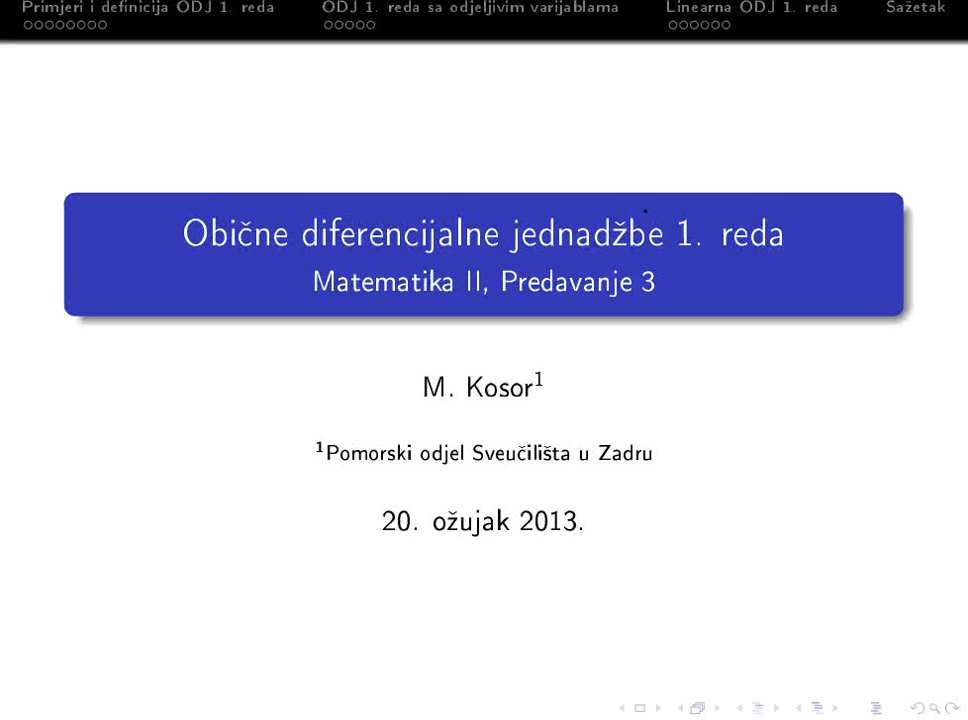 Primjeri i definicija ODJ 1. reda ODJ 1. reda sa odjeljivim varijablama Linearna ODJ 1. reda Sažetak
Obične diferencijalne jednadžbe 1. reda
Matematika II, Predavanje 3
M. Kosor¹
¹Pomorski odjel Sveučilišta u Zadru
20. ožujak 2013.